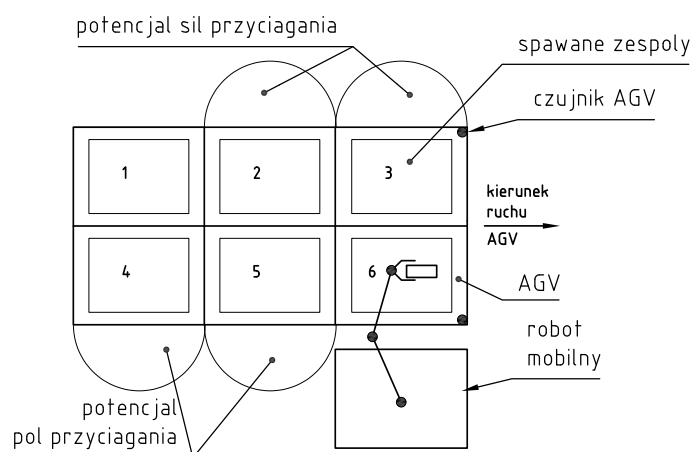 potencjal sil przyciagania
spawane zespoly
czujnik AGV
1
2
3
kierunek
ruchu
AGV
4
5
6
AGV
robot
mobilny
potencjal
pol przyciagania